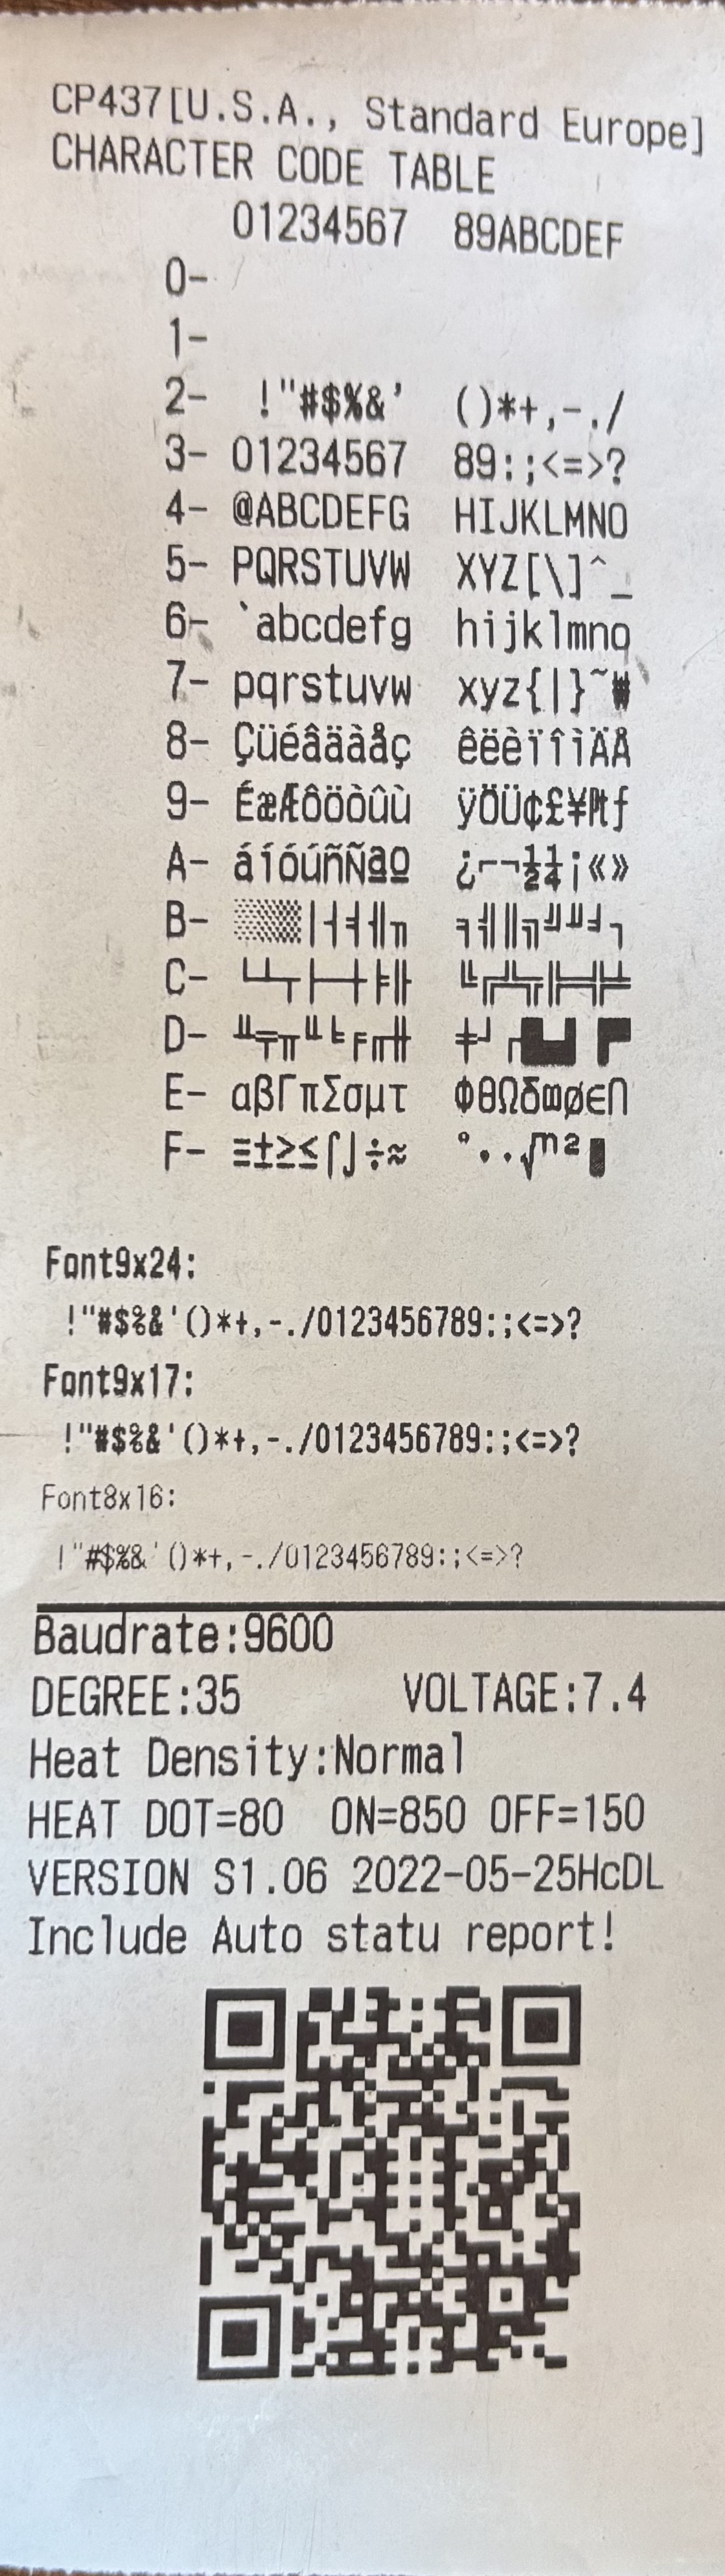 CP437[U.S.A., Standard Europe]
CHARACTER CODE TABLE
01234567 89ABCDEF
0-
1-
2- !"#$%&' ()*+,-./
3- 01234567 89:;<=>?
4- @ABCDEFG HIJKLMNO
5- PQRSTUVW XYZ[\]^_
6- `abcdefg hijklmno
7- pqrstuvw xyz{|}~
8- Çüéâäàåç êëèïîìÄÅ
9- ÉæÆôöòûù ÿÖÜ¢£¥₧ƒ
A- áíóúñÑªº ¿⌐¬½¼¡«»
B- ░▒▓│┤╡╢╖ ╕╣║╗╝╜╛┐
C- └┴┬├─┼╞╟ ╚╔╩╦╠═╬╧
D- ╨╤╥╙╘╒╓╫ ╪┘┌█▄▌▐▀
E- αβΓπΣσµτ ΦθΩδ∞ø∈∩
F- ≡±≥≤⌠⌡÷≈ °∙·√ⁿ²■
Font9x24:
!"#$%&'()*+,-./0123456789:;<=>?
Font9x17:
!"#$%&'()*+,-./0123456789:;<=>?
Font8x16:
!"#$%&'()*+,-./0123456789:;<=>?
Baudrate:9600
DEGREE:35 VOLTAGE:7.4
Heat Density:Normal
HEAT DOT=80 ON=850 OFF=150
VERSION S1.06 2022-05-25HcDL
Include Auto statu report!